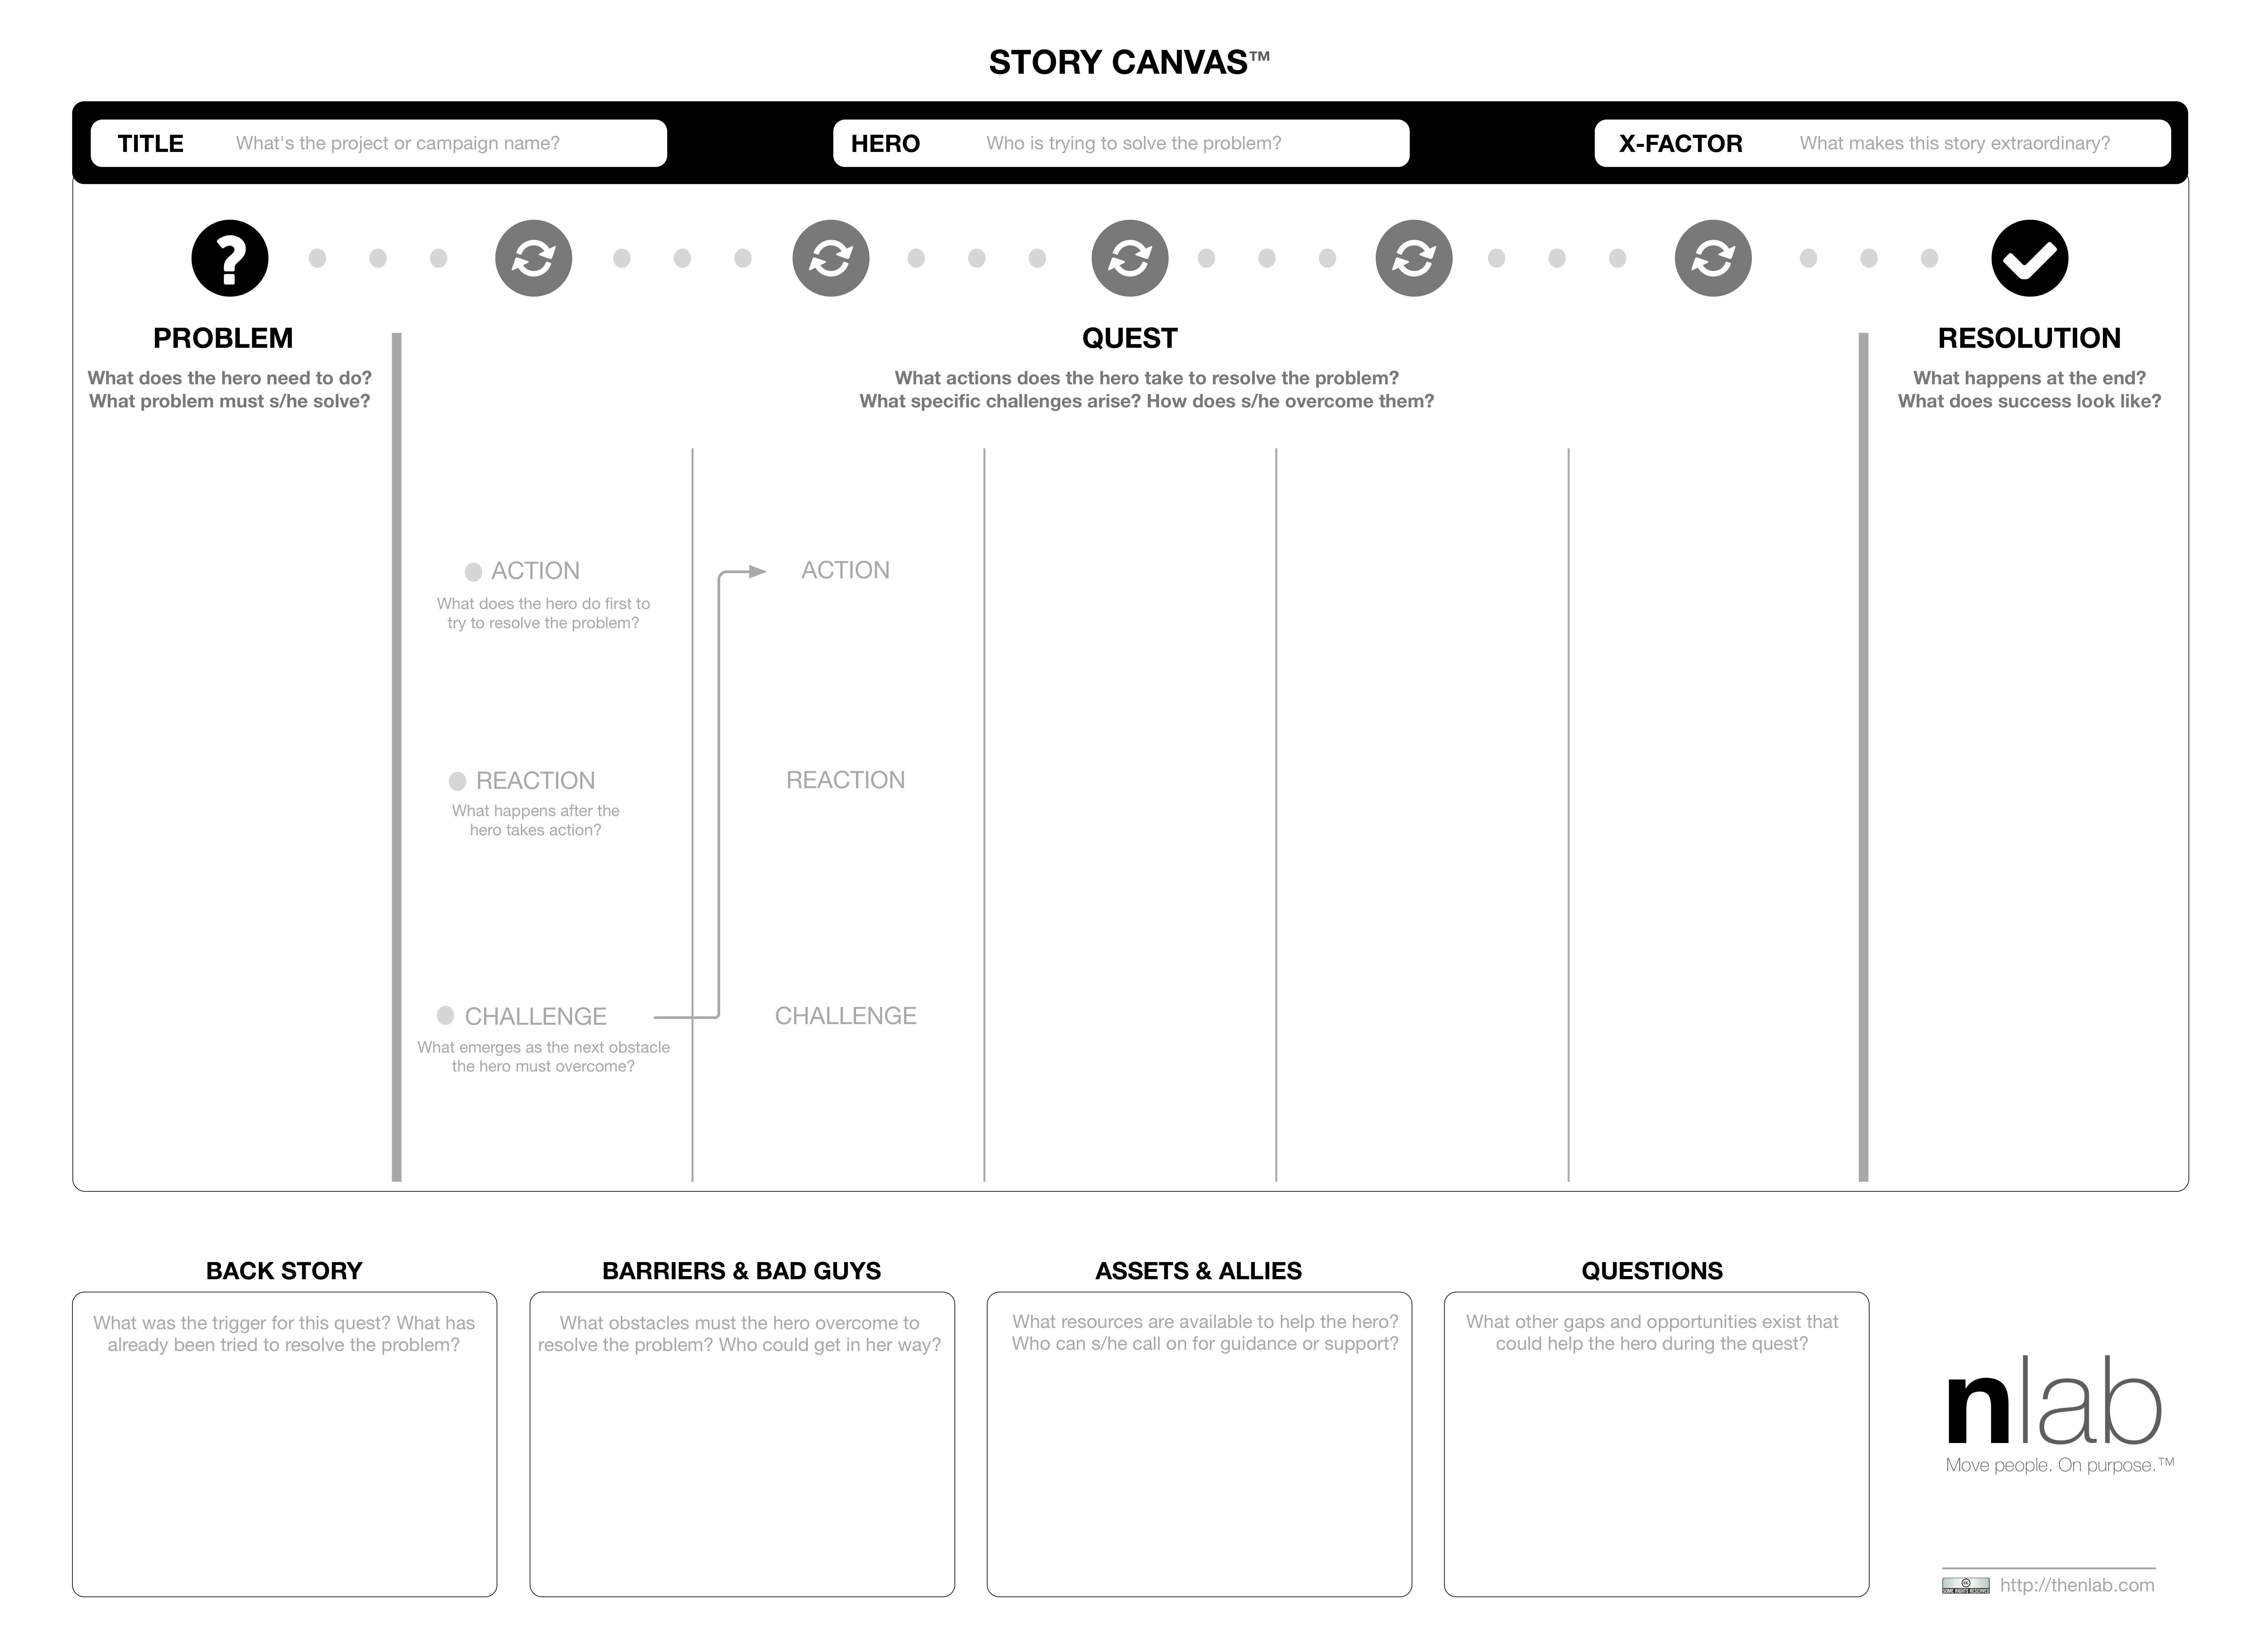 STORY CANVAS™
TITLE What's the project or campaign name?
HERO Who is trying to solve the problem?
X-FACTOR What makes this story extraordinary?
PROBLEM
What does the hero need to do?
What problem must s/he solve?
QUEST
What actions does the hero take to resolve the problem?
What specific challenges arise? How does s/he overcome them?
RESOLUTION
What happens at the end?
What does success look like?
ACTION
What does the hero do first to
try to resolve the problem?
REACTION
What happens after the
hero takes action?
CHALLENGE
What emerges as the next obstacle
the hero must overcome?
ACTION
REACTION
CHALLENGE
BACK STORY
What was the trigger for this quest? What has
already been tried to resolve the problem?
BARRIERS & BAD GUYS
What obstacles must the hero overcome to
resolve the problem? Who could get in her way?
ASSETS & ALLIES
What resources are available to help the hero?
Who can s/he call on for guidance or support?
QUESTIONS
What other gaps and opportunities exist that
could help the hero during the quest?
nlab
Move people. On purpose.™
cc
SOME RIGHTS RESERVED
http://thenlab.com